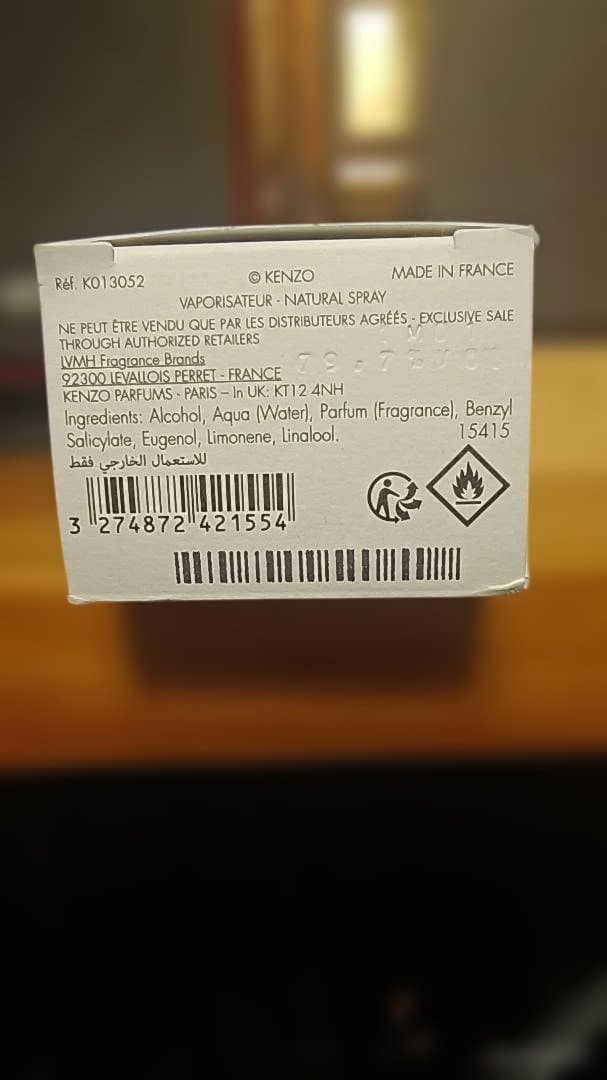 Réf. K013052
© KENZO
MADE IN FRANCE
VAPORISATEUR - NATURAL SPRAY
NE PEUT ÊTRE VENDU QUE PAR LES DISTRIBUTEURS AGRÉÉS - EXCLUSIVE SALE
THROUGH AUTHORIZED RETAILERS
LVMH Fragrance Brands
92300 LEVALLOIS PERRET - FRANCE
KENZO PARFUMS - PARIS – In UK: KT12 4NH
Ingredients: Alcohol, Aqua (Water), Parfum (Fragrance), Benzyl
Salicylate, Eugenol, Limonene, Linalool.
15415
للاستعمال الخارجي فقط
3 274872 421554